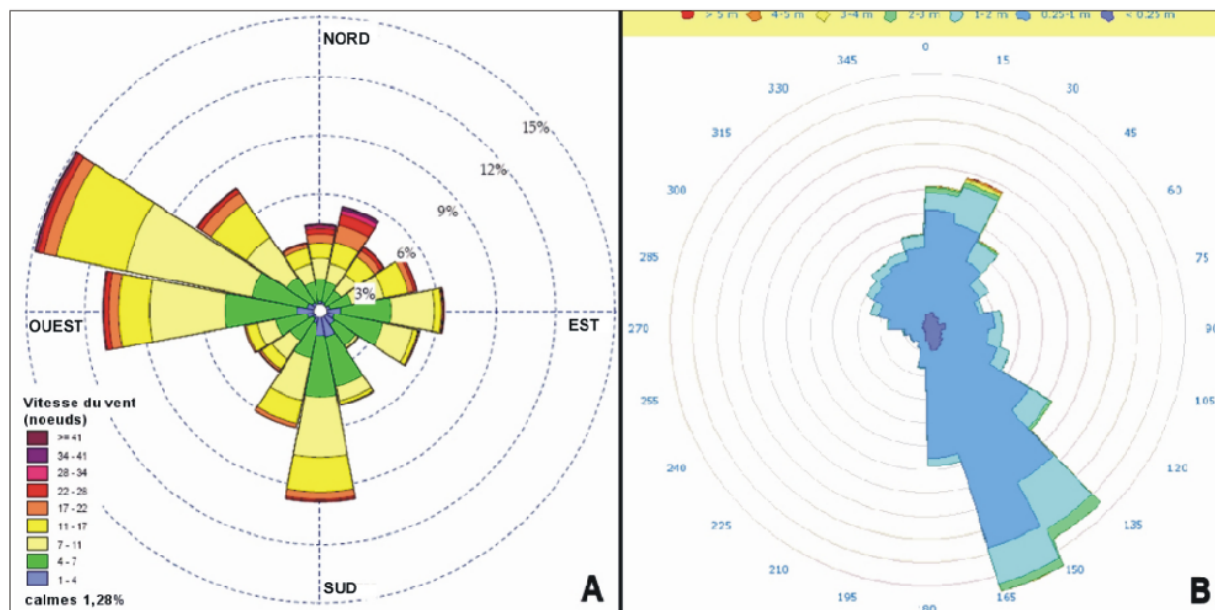 NORD
15%
12%
9%
6%
3%
OUEST
EST
SUD
Vitesse du vent
(noeuds)
>= 41
34 - 41
28 - 34
22 - 28
17 - 22
11 - 17
7 - 11
4 - 7
1 - 4
calmes 1,28%
A
> 5 m 4-5 m 3-4 m 2-3 m 1-2 m 0.25-1 m < 0.25 m
0
345 15
330 30
315 45
300 60
285 75
270 90
255 105
240 120
225 135
210 150
195 165
180
B